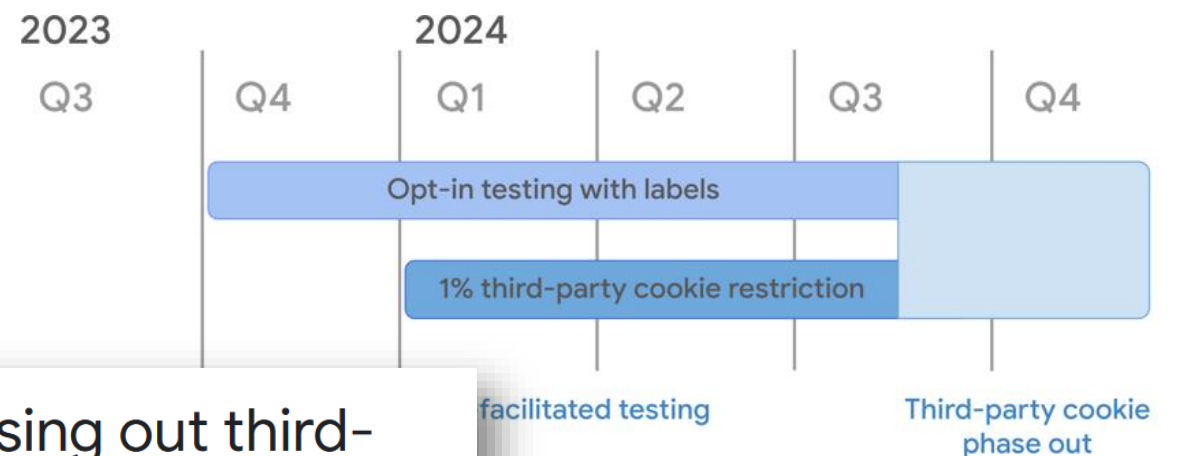 2023 2024
Q3 Q4 Q1 Q2 Q3 Q4
Opt-in testing with labels
1% third-party cookie restriction
facilitated testing
Third-party cookie
phase out
sing out third-